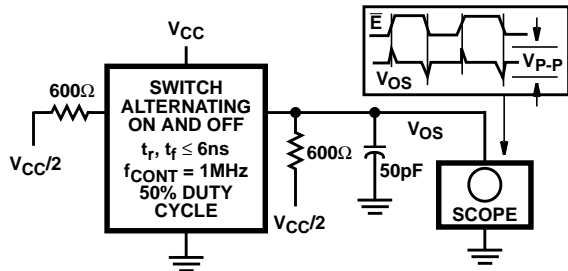 VCC
600Ω
VCC/2
SWITCH
ALTERNATING
ON AND OFF
tr, tf ≤ 6ns
fCONT = 1MHz
50% DUTY
CYCLE
600Ω
VCC/2
50pF
VOS
E̅
VOS
VP-P
SCOPE